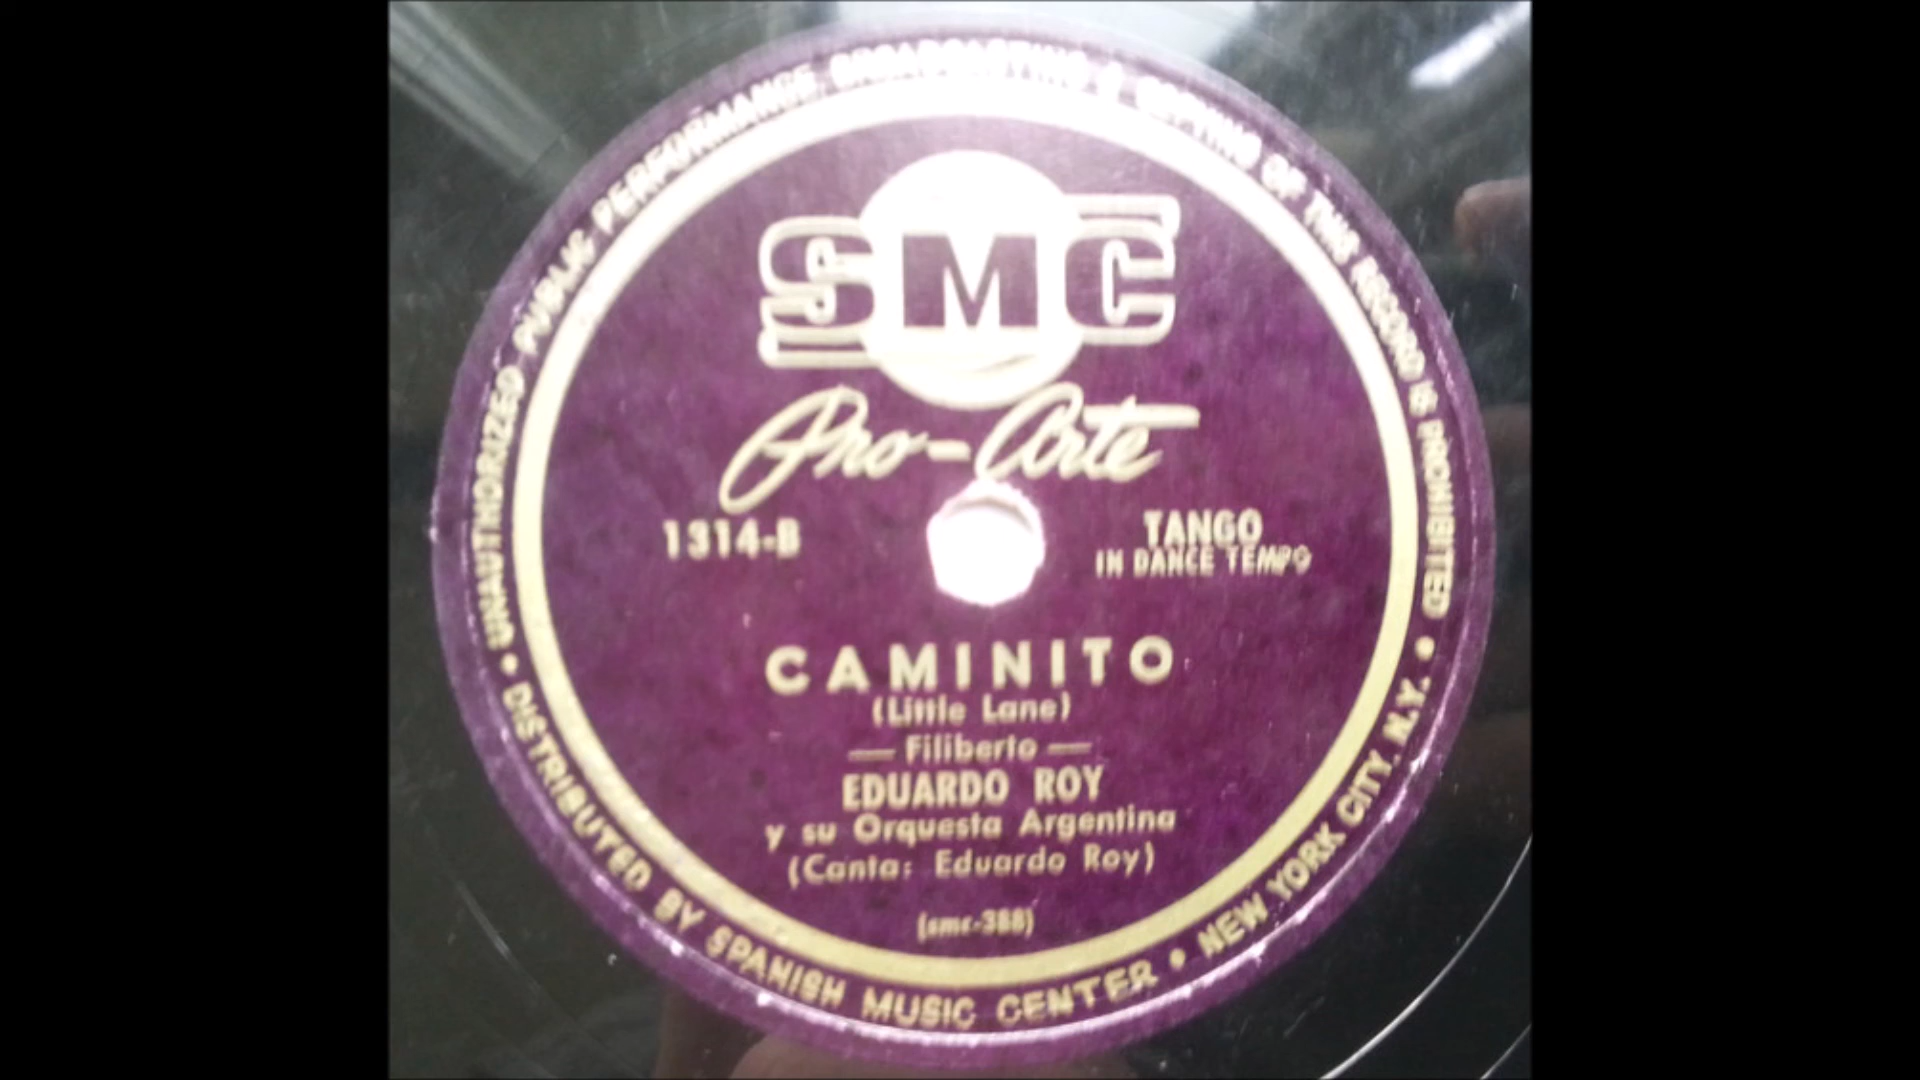 UNAUTHORIZED PUBLIC PERFORMANCE, BROADCASTING & COPYING OF THIS RECORD IS PROHIBITED
SMC
Pro-Arte
1314-B
TANGO
IN DANCE TEMPO
CAMINITO
(Little Lane)
— Filiberto —
EDUARDO ROY
y su Orquesta Argentina
(Canta: Eduardo Roy)
(smc-388)
• DISTRIBUTED BY SPANISH MUSIC CENTER • NEW YORK CITY, N.Y. •